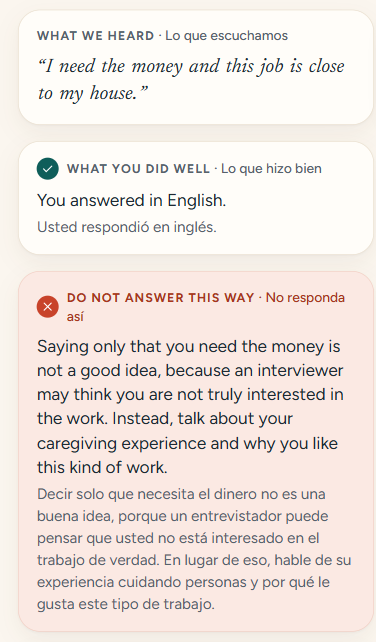 WHAT WE HEARD · Lo que escuchamos
“I need the money and this job is close
to my house.”
WHAT YOU DID WELL · Lo que hizo bien
You answered in English.
Usted respondió en inglés.
DO NOT ANSWER THIS WAY · No responda
así
Saying only that you need the money is
not a good idea, because an interviewer
may think you are not truly interested in
the work. Instead, talk about your
caregiving experience and why you like
this kind of work.
Decir solo que necesita el dinero no es una
buena idea, porque un entrevistador puede
pensar que usted no está interesado en el
trabajo de verdad. En lugar de eso, hable de su
experiencia cuidando personas y por qué le
gusta este tipo de trabajo.